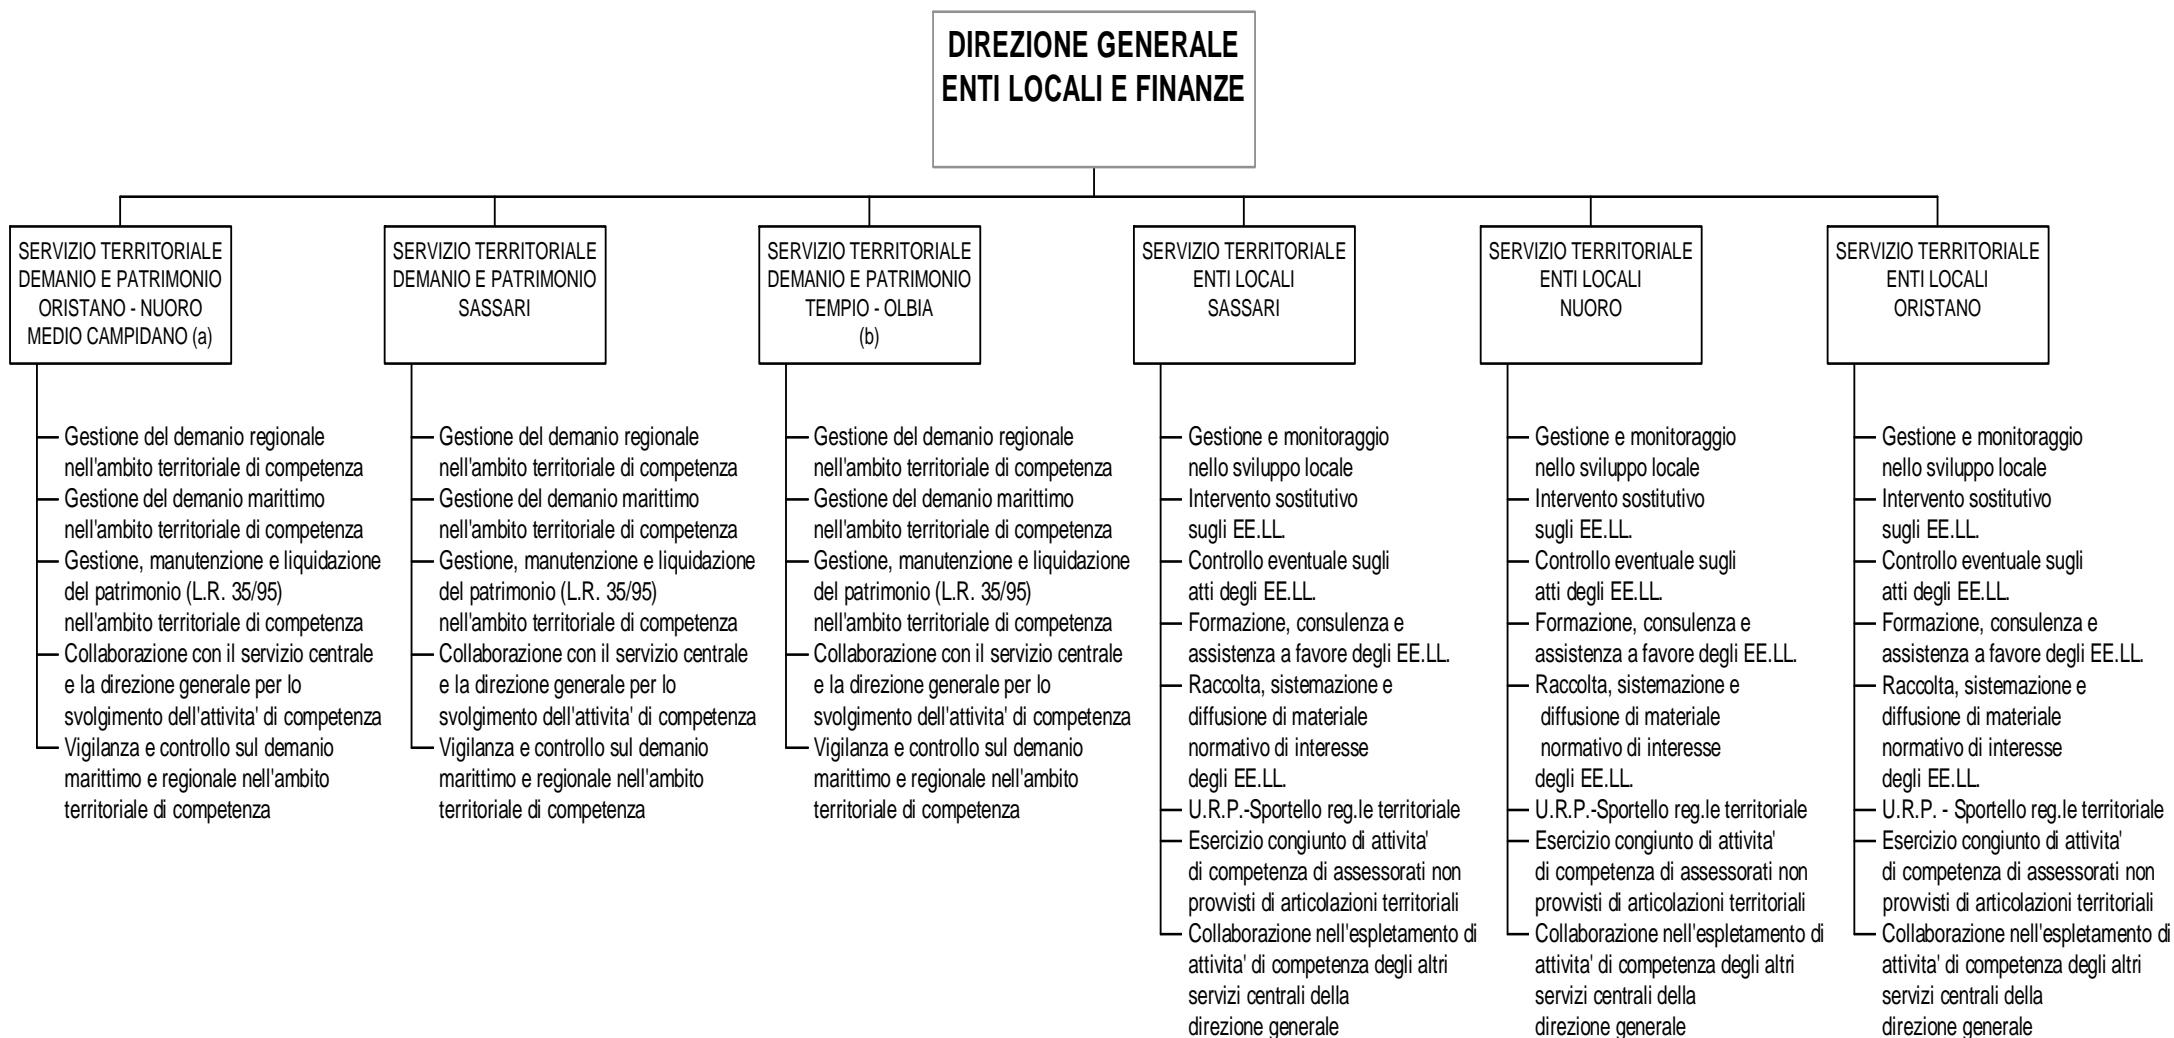 DIREZIONE GENERALE
ENTI LOCALI E FINANZE
SERVIZIO TERRITORIALE
DEMANIO E PATRIMONIO
ORISTANO - NUORO
MEDIO CAMPIDANO (a)
Gestione del demanio regionale
nell'ambito territoriale di competenza
Gestione del demanio marittimo
nell'ambito territoriale di competenza
Gestione, manutenzione e liquidazione
del patrimonio (L.R. 35/95)
nell'ambito territoriale di competenza
Collaborazione con il servizio centrale
e la direzione generale per lo
svolgimento dell'attivita' di competenza
Vigilanza e controllo sul demanio
marittimo e regionale nell'ambito
territoriale di competenza
SERVIZIO TERRITORIALE
DEMANIO E PATRIMONIO
SASSARI
Gestione del demanio regionale
nell'ambito territoriale di competenza
Gestione del demanio marittimo
nell'ambito territoriale di competenza
Gestione, manutenzione e liquidazione
del patrimonio (L.R. 35/95)
nell'ambito territoriale di competenza
Collaborazione con il servizio centrale
e la direzione generale per lo
svolgimento dell'attivita' di competenza
Vigilanza e controllo sul demanio
marittimo e regionale nell'ambito
territoriale di competenza
SERVIZIO TERRITORIALE
DEMANIO E PATRIMONIO
TEMPIO - OLBIA
(b)
Gestione del demanio regionale
nell'ambito territoriale di competenza
Gestione del demanio marittimo
nell'ambito territoriale di competenza
Gestione, manutenzione e liquidazione
del patrimonio (L.R. 35/95)
nell'ambito territoriale di competenza
Collaborazione con il servizio centrale
e la direzione generale per lo
svolgimento dell'attivita' di competenza
Vigilanza e controllo sul demanio
marittimo e regionale nell'ambito
territoriale di competenza
SERVIZIO TERRITORIALE
ENTI LOCALI
SASSARI
Gestione e monitoraggio
nello sviluppo locale
Intervento sostitutivo
sugli EE.LL.
Controllo eventuale sugli
atti degli EE.LL.
Formazione, consulenza e
assistenza a favore degli EE.LL.
Raccolta, sistemazione e
diffusione di materiale
normativo di interesse
degli EE.LL.
U.R.P.-Sportello reg.le territoriale
Esercizio congiunto di attivita'
di competenza di assessorati non
provvisti di articolazioni territoriali
Collaborazione nell'espletamento di
attivita' di competenza degli altri
servizi centrali della
direzione generale
SERVIZIO TERRITORIALE
ENTI LOCALI
NUORO
Gestione e monitoraggio
nello sviluppo locale
Intervento sostitutivo
sugli EE.LL.
Controllo eventuale sugli
atti degli EE.LL.
Formazione, consulenza e
assistenza a favore degli EE.LL.
Raccolta, sistemazione e
diffusione di materiale
normativo di interesse
degli EE.LL.
U.R.P.-Sportello reg.le territoriale
Esercizio congiunto di attivita'
di competenza di assessorati non
provvisti di articolazioni territoriali
Collaborazione nell'espletamento di
attivita' di competenza degli altri
servizi centrali della
direzione generale
SERVIZIO TERRITORIALE
ENTI LOCALI
ORISTANO
Gestione e monitoraggio
nello sviluppo locale
Intervento sostitutivo
sugli EE.LL.
Controllo eventuale sugli
atti degli EE.LL.
Formazione, consulenza e
assistenza a favore degli EE.LL.
Raccolta, sistemazione e
diffusione di materiale
normativo di interesse
degli EE.LL.
U.R.P. - Sportello reg.le territoriale
Esercizio congiunto di attivita'
di competenza di assessorati non
provvisti di articolazioni territoriali
Collaborazione nell'espletamento di
attivita' di competenza degli altri
servizi centrali della
direzione generale